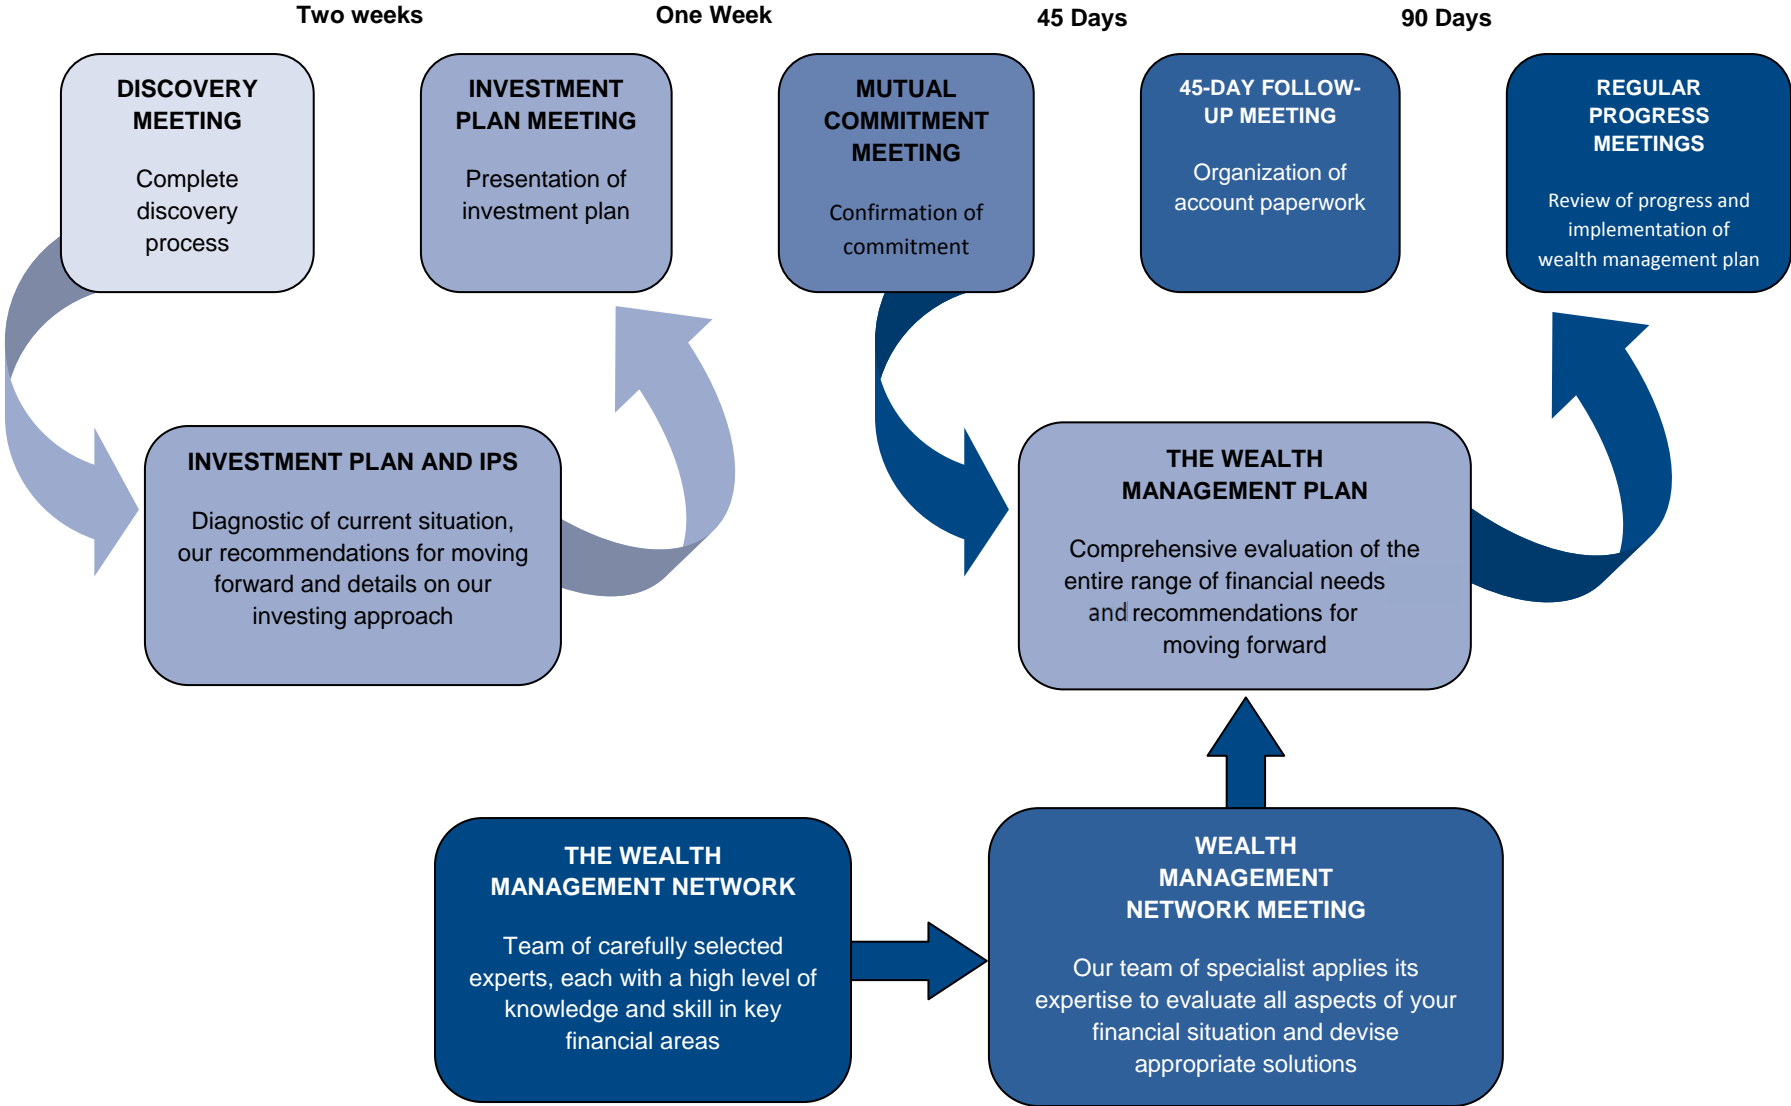 Two weeks
One Week
45 Days
90 Days
DISCOVERY
MEETING
Complete
discovery
process
INVESTMENT
PLAN MEETING
Presentation of
investment plan
MUTUAL
COMMITMENT
MEETING
Confirmation of
commitment
45-DAY FOLLOW-
UP MEETING
Organization of
account paperwork
REGULAR
PROGRESS
MEETINGS
Review of progress and
implementation of
wealth management plan
INVESTMENT PLAN AND IPS
Diagnostic of current situation,
our recommendations for moving
forward and details on our
investing approach
THE WEALTH
MANAGEMENT PLAN
Comprehensive evaluation of the
entire range of financial needs
and recommendations for
moving forward
THE WEALTH
MANAGEMENT NETWORK
Team of carefully selected
experts, each with a high level of
knowledge and skill in key
financial areas
WEALTH
MANAGEMENT
NETWORK MEETING
Our team of specialist applies its
expertise to evaluate all aspects of your
financial situation and devise
appropriate solutions